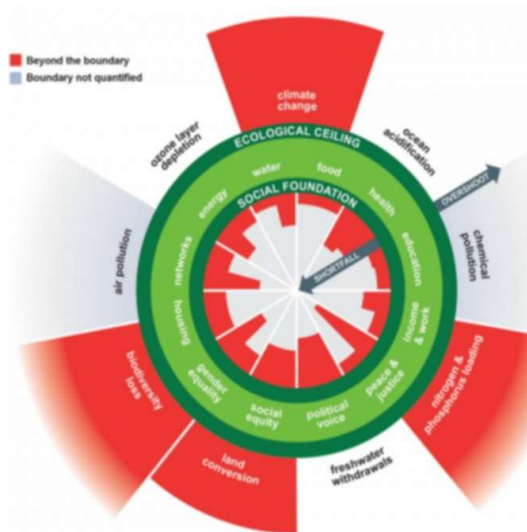 Beyond the boundary
Boundary not quantified
climate
change
ozone layer
depletion
ocean
acidification
ECOLOGICAL CEILING
OVERSHOOT
water
food
energy
health
SOCIAL FOUNDATION
SHORTFALL
air pollution
networks
education
chemical
pollution
housing
income
& work
biodiversity
loss
gender
equality
social
equity
political
voice
peace &
justice
nitrogen &
phosphorus loading
land
conversion
freshwater
withdrawals